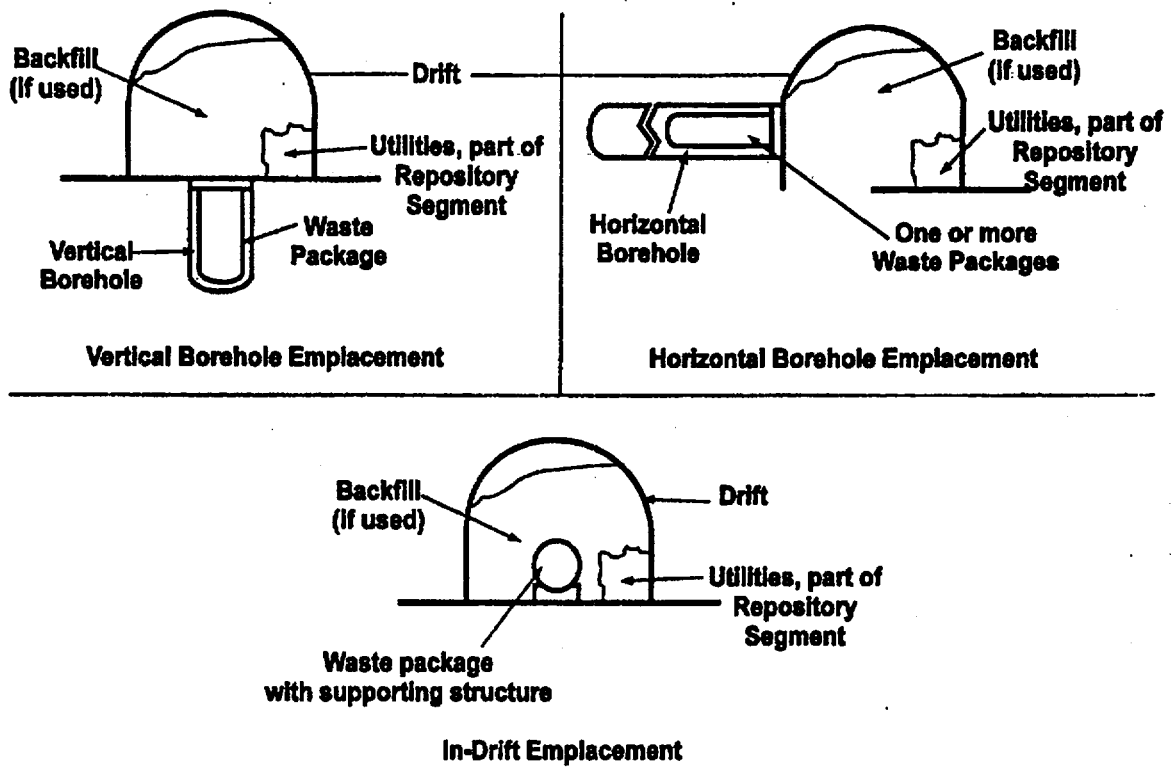 Backfill
(if used)
Drift
Utilities, part of
Repository
Segment
Waste
Package
Vertical
Borehole
Vertical Borehole Emplacement
Backfill
(if used)
Utilities, part of
Repository
Segment
Horizontal
Borehole
One or more
Waste Packages
Horizontal Borehole Emplacement
Backfill
(if used)
Drift
Utilities, part of
Repository
Segment
Waste package
with supporting structure
In-Drift Emplacement